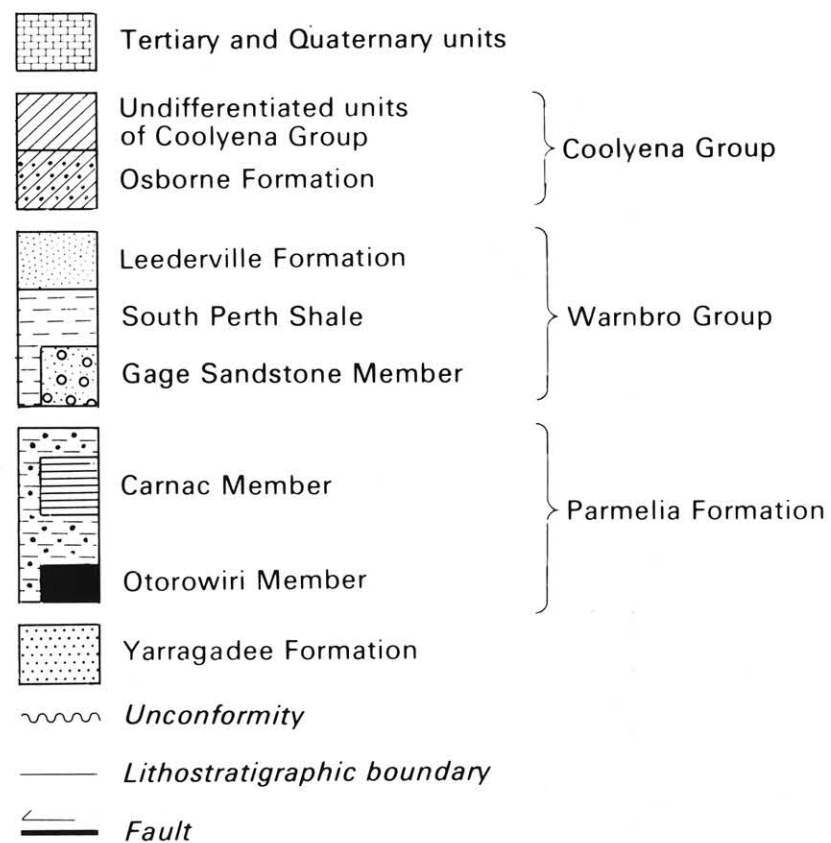 Tertiary and Quaternary units
Undifferentiated units
of Coolyena Group
Osborne Formation
Coolyena Group
Leederville Formation
South Perth Shale
Gage Sandstone Member
Warnbro Group
Carnac Member
Otorowiri Member
Parmelia Formation
Yarragadee Formation
Unconformity
Lithostratigraphic boundary
Fault